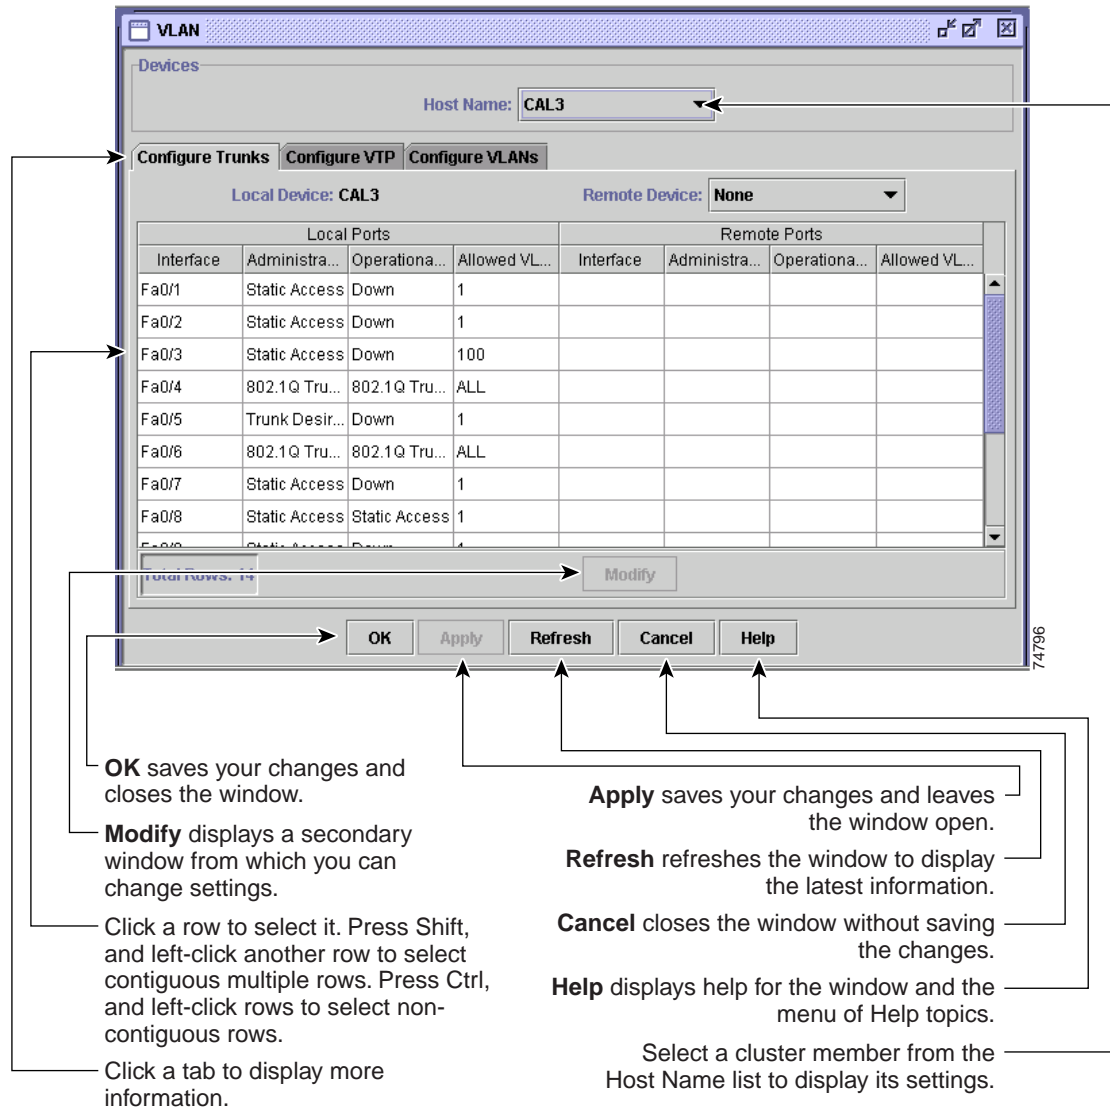 VLAN
Devices
Host Name: CAL3
Configure Trunks Configure VTP Configure VLANs
Local Device: CAL3 Remote Device: None
Local Ports Remote Ports
Interface Administra... Operationa... Allowed VL... Interface Administra... Operationa... Allowed VL...
Fa0/1 Static Access Down 1
Fa0/2 Static Access Down 1
Fa0/3 Static Access Down 100
Fa0/4 802.1Q Tru... 802.1Q Tru... ALL
Fa0/5 Trunk Desir... Down 1
Fa0/6 802.1Q Tru... 802.1Q Tru... ALL
Fa0/7 Static Access Down 1
Fa0/8 Static Access Static Access 1
Total Rows: 14 Modify
OK Apply Refresh Cancel Help
74796
OK saves your changes and
closes the window.
Modify displays a secondary
window from which you can
change settings.
Click a row to select it. Press Shift,
and left-click another row to select
contiguous multiple rows. Press Ctrl,
and left-click rows to select non-
contiguous rows.
Click a tab to display more
information.
Apply saves your changes and leaves
the window open.
Refresh refreshes the window to display
the latest information.
Cancel closes the window without saving
the changes.
Help displays help for the window and the
menu of Help topics.
Select a cluster member from the
Host Name list to display its settings.